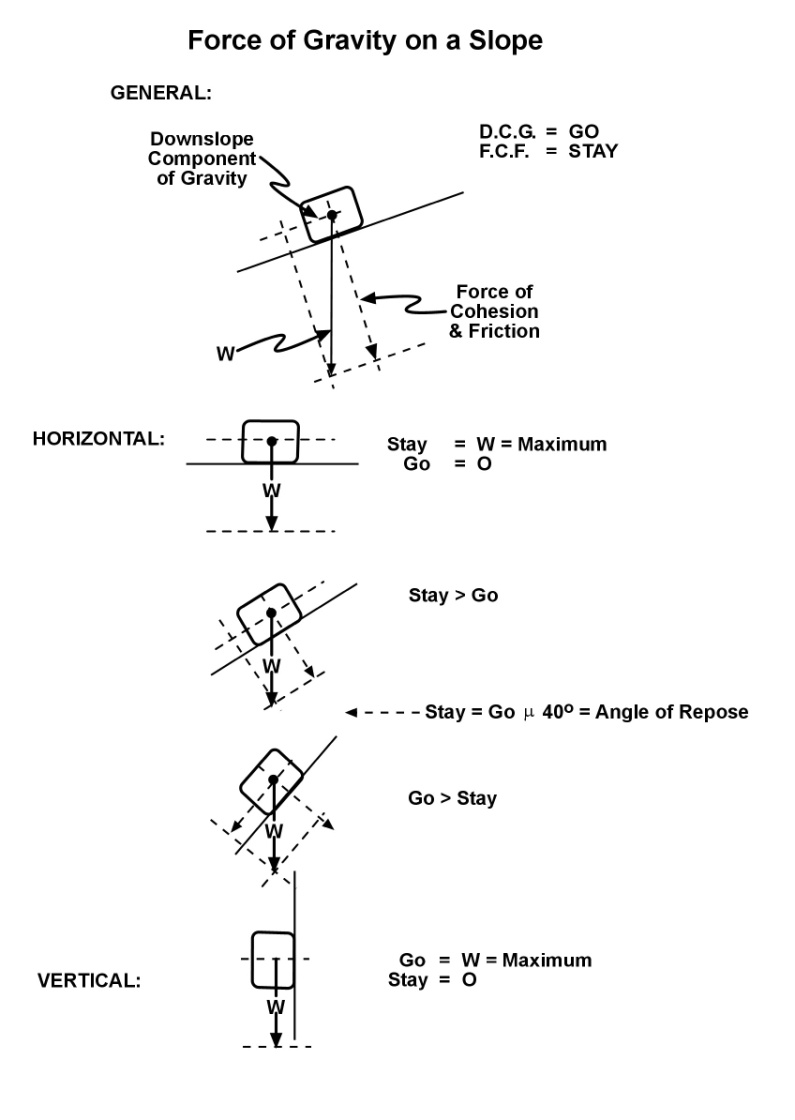 Force of Gravity on a Slope
GENERAL:
Downslope
Component
of Gravity
D.C.G. = GO
F.C.F. = STAY
Force of
Cohesion
& Friction
W
HORIZONTAL:
Stay = W = Maximum
Go = O
W
Stay > Go
W
Stay = Go μ 40º = Angle of Repose
Go > Stay
W
VERTICAL:
Go = W = Maximum
Stay = O
W